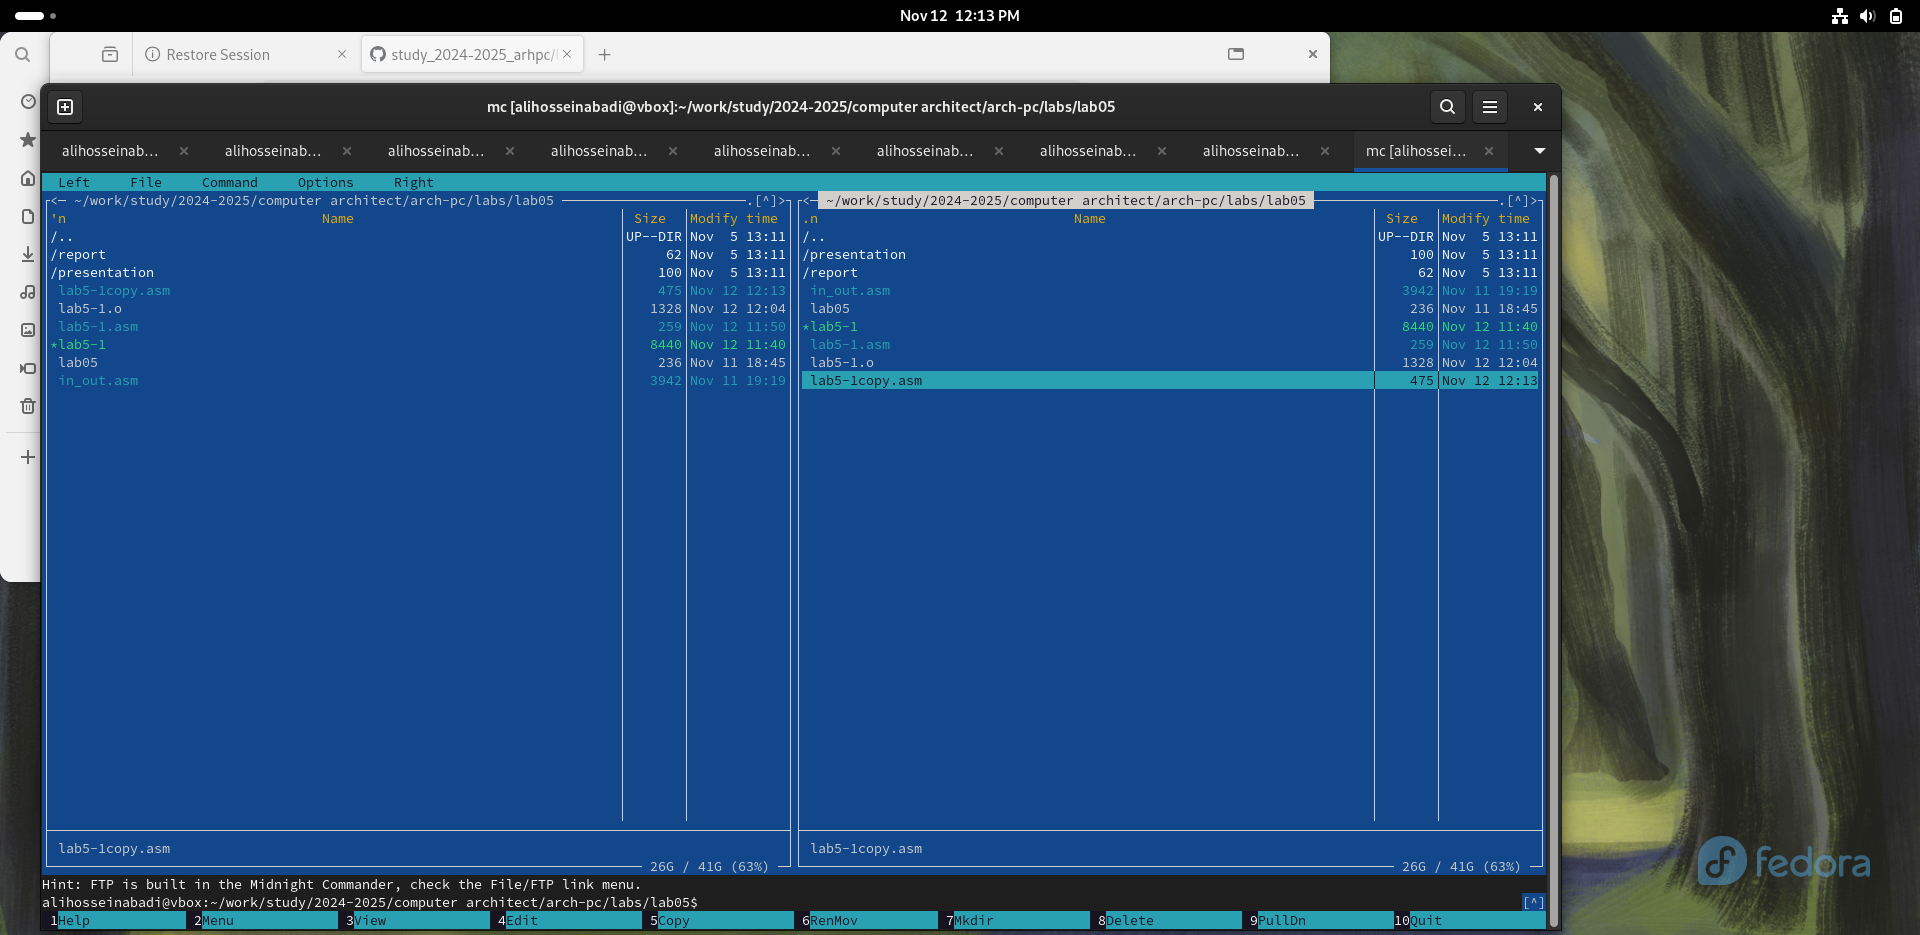 Nov 12 12:13 PM
Restore Session
study_2024-2025_arhpc/
mc [alihosseinabadi@vbox]:~/work/study/2024-2025/computer architect/arch-pc/labs/lab05
alihosseinab... alihosseinab... alihosseinab... alihosseinab... alihosseinab... alihosseinab... alihosseinab... alihosseinab... mc [alihossei...
Left File Command Options Right
<─ ~/work/study/2024-2025/computer architect/arch-pc/labs/lab05 .[^]>
'n Name Size Modify time
/.. UP--DIR Nov 5 13:11
/report 62 Nov 5 13:11
/presentation 100 Nov 5 13:11
lab5-1copy.asm 475 Nov 12 12:13
lab5-1.o 1328 Nov 12 12:04
lab5-1.asm 259 Nov 12 11:50
*lab5-1 8440 Nov 12 11:40
lab05 236 Nov 11 18:45
in_out.asm 3942 Nov 11 19:19
lab5-1copy.asm
26G / 41G (63%)
<─ ~/work/study/2024-2025/computer architect/arch-pc/labs/lab05 .[^]>
.n Name Size Modify time
/.. UP--DIR Nov 5 13:11
/presentation 100 Nov 5 13:11
/report 62 Nov 5 13:11
in_out.asm 3942 Nov 11 19:19
lab05 236 Nov 11 18:45
*lab5-1 8440 Nov 12 11:40
lab5-1.asm 259 Nov 12 11:50
lab5-1.o 1328 Nov 12 12:04
lab5-1copy.asm 475 Nov 12 12:13
lab5-1copy.asm
26G / 41G (63%)
Hint: FTP is built in the Midnight Commander, check the File/FTP link menu.
alihosseinabadi@vbox:~/work/study/2024-2025/computer architect/arch-pc/labs/lab05$ [^]
1Help 2Menu 3View 4Edit 5Copy 6RenMov 7Mkdir 8Delete 9PullDn 10Quit
fedora